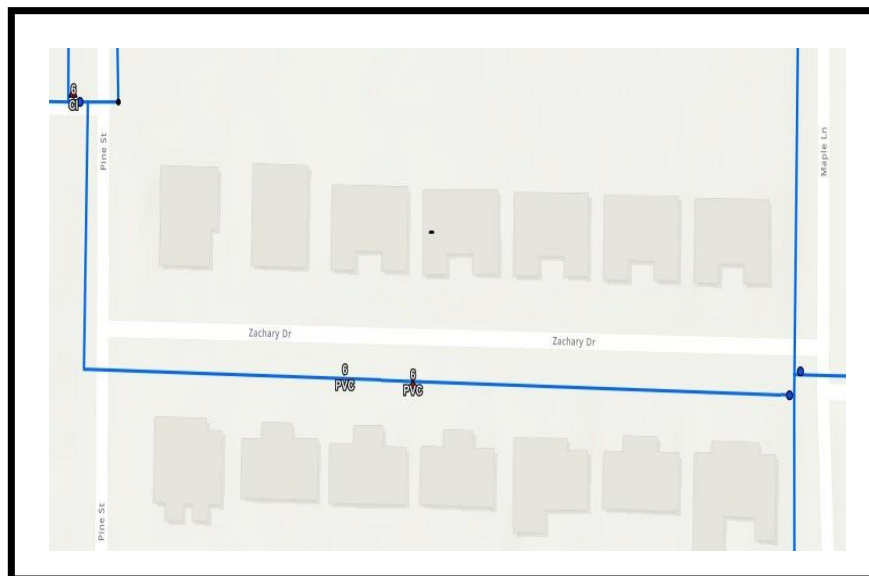 6
CI
Pine St
Maple Ln
Zachary Dr
Zachary Dr
6
PVC
6
PVC
Pine St